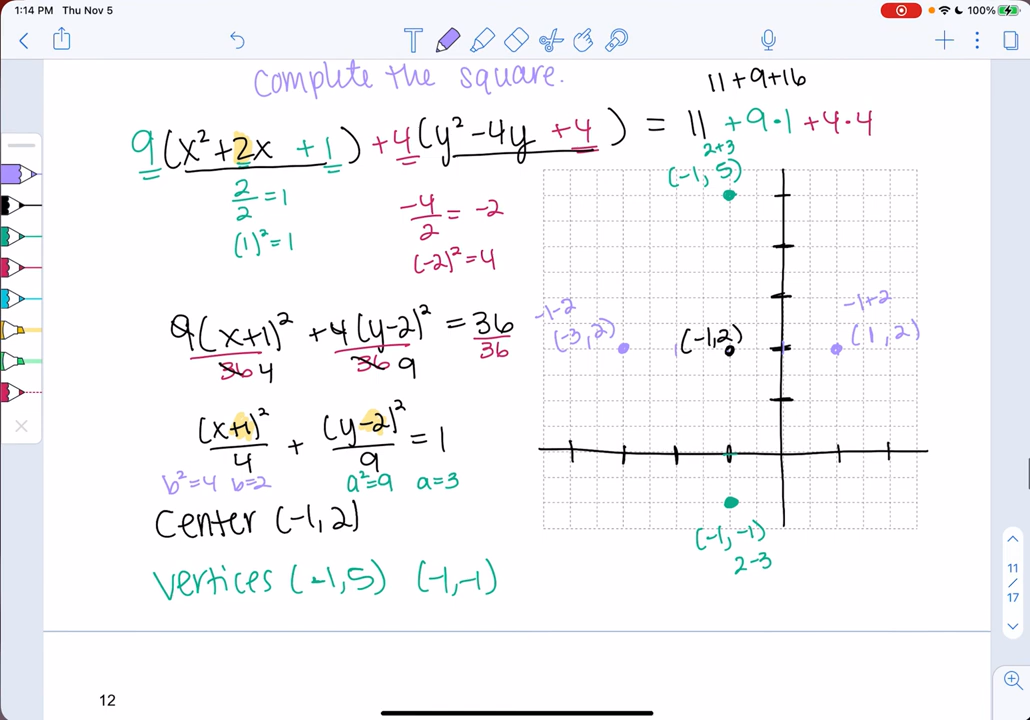 1:14 PM Thu Nov 5
100%
T
Complete the square.
11+9+16
9(x²+2x +1) +4(y²-4y +4) = 11 +9·1 +4·4
2+3
(-1, 5)
2/2 = 1
(1)² = 1
-4/2 = -2
(-2)² = 4
-1-2
(-3, 2)
(-1,2)
-1+2
(1, 2)
9(x+1)²/36 4 + 4(y-2)²/36 9 = 36/36
(x+1)²/4 + (y-2)²/9 = 1
b²=4 b=2 a²=9 a=3
Center (-1, 2)
(-1, -1)
2-3
vertices (-1,5) (-1,-1)
11
/
17
12